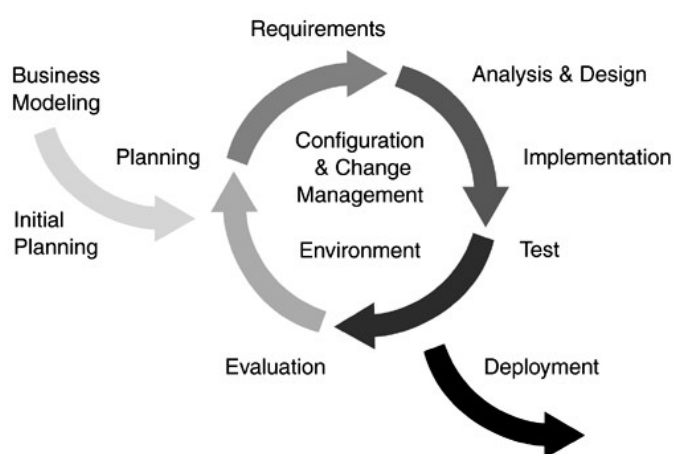 Requirements
Business
Modeling
Analysis & Design
Planning
Configuration
& Change
Management
Implementation
Initial
Planning
Environment
Test
Evaluation
Deployment